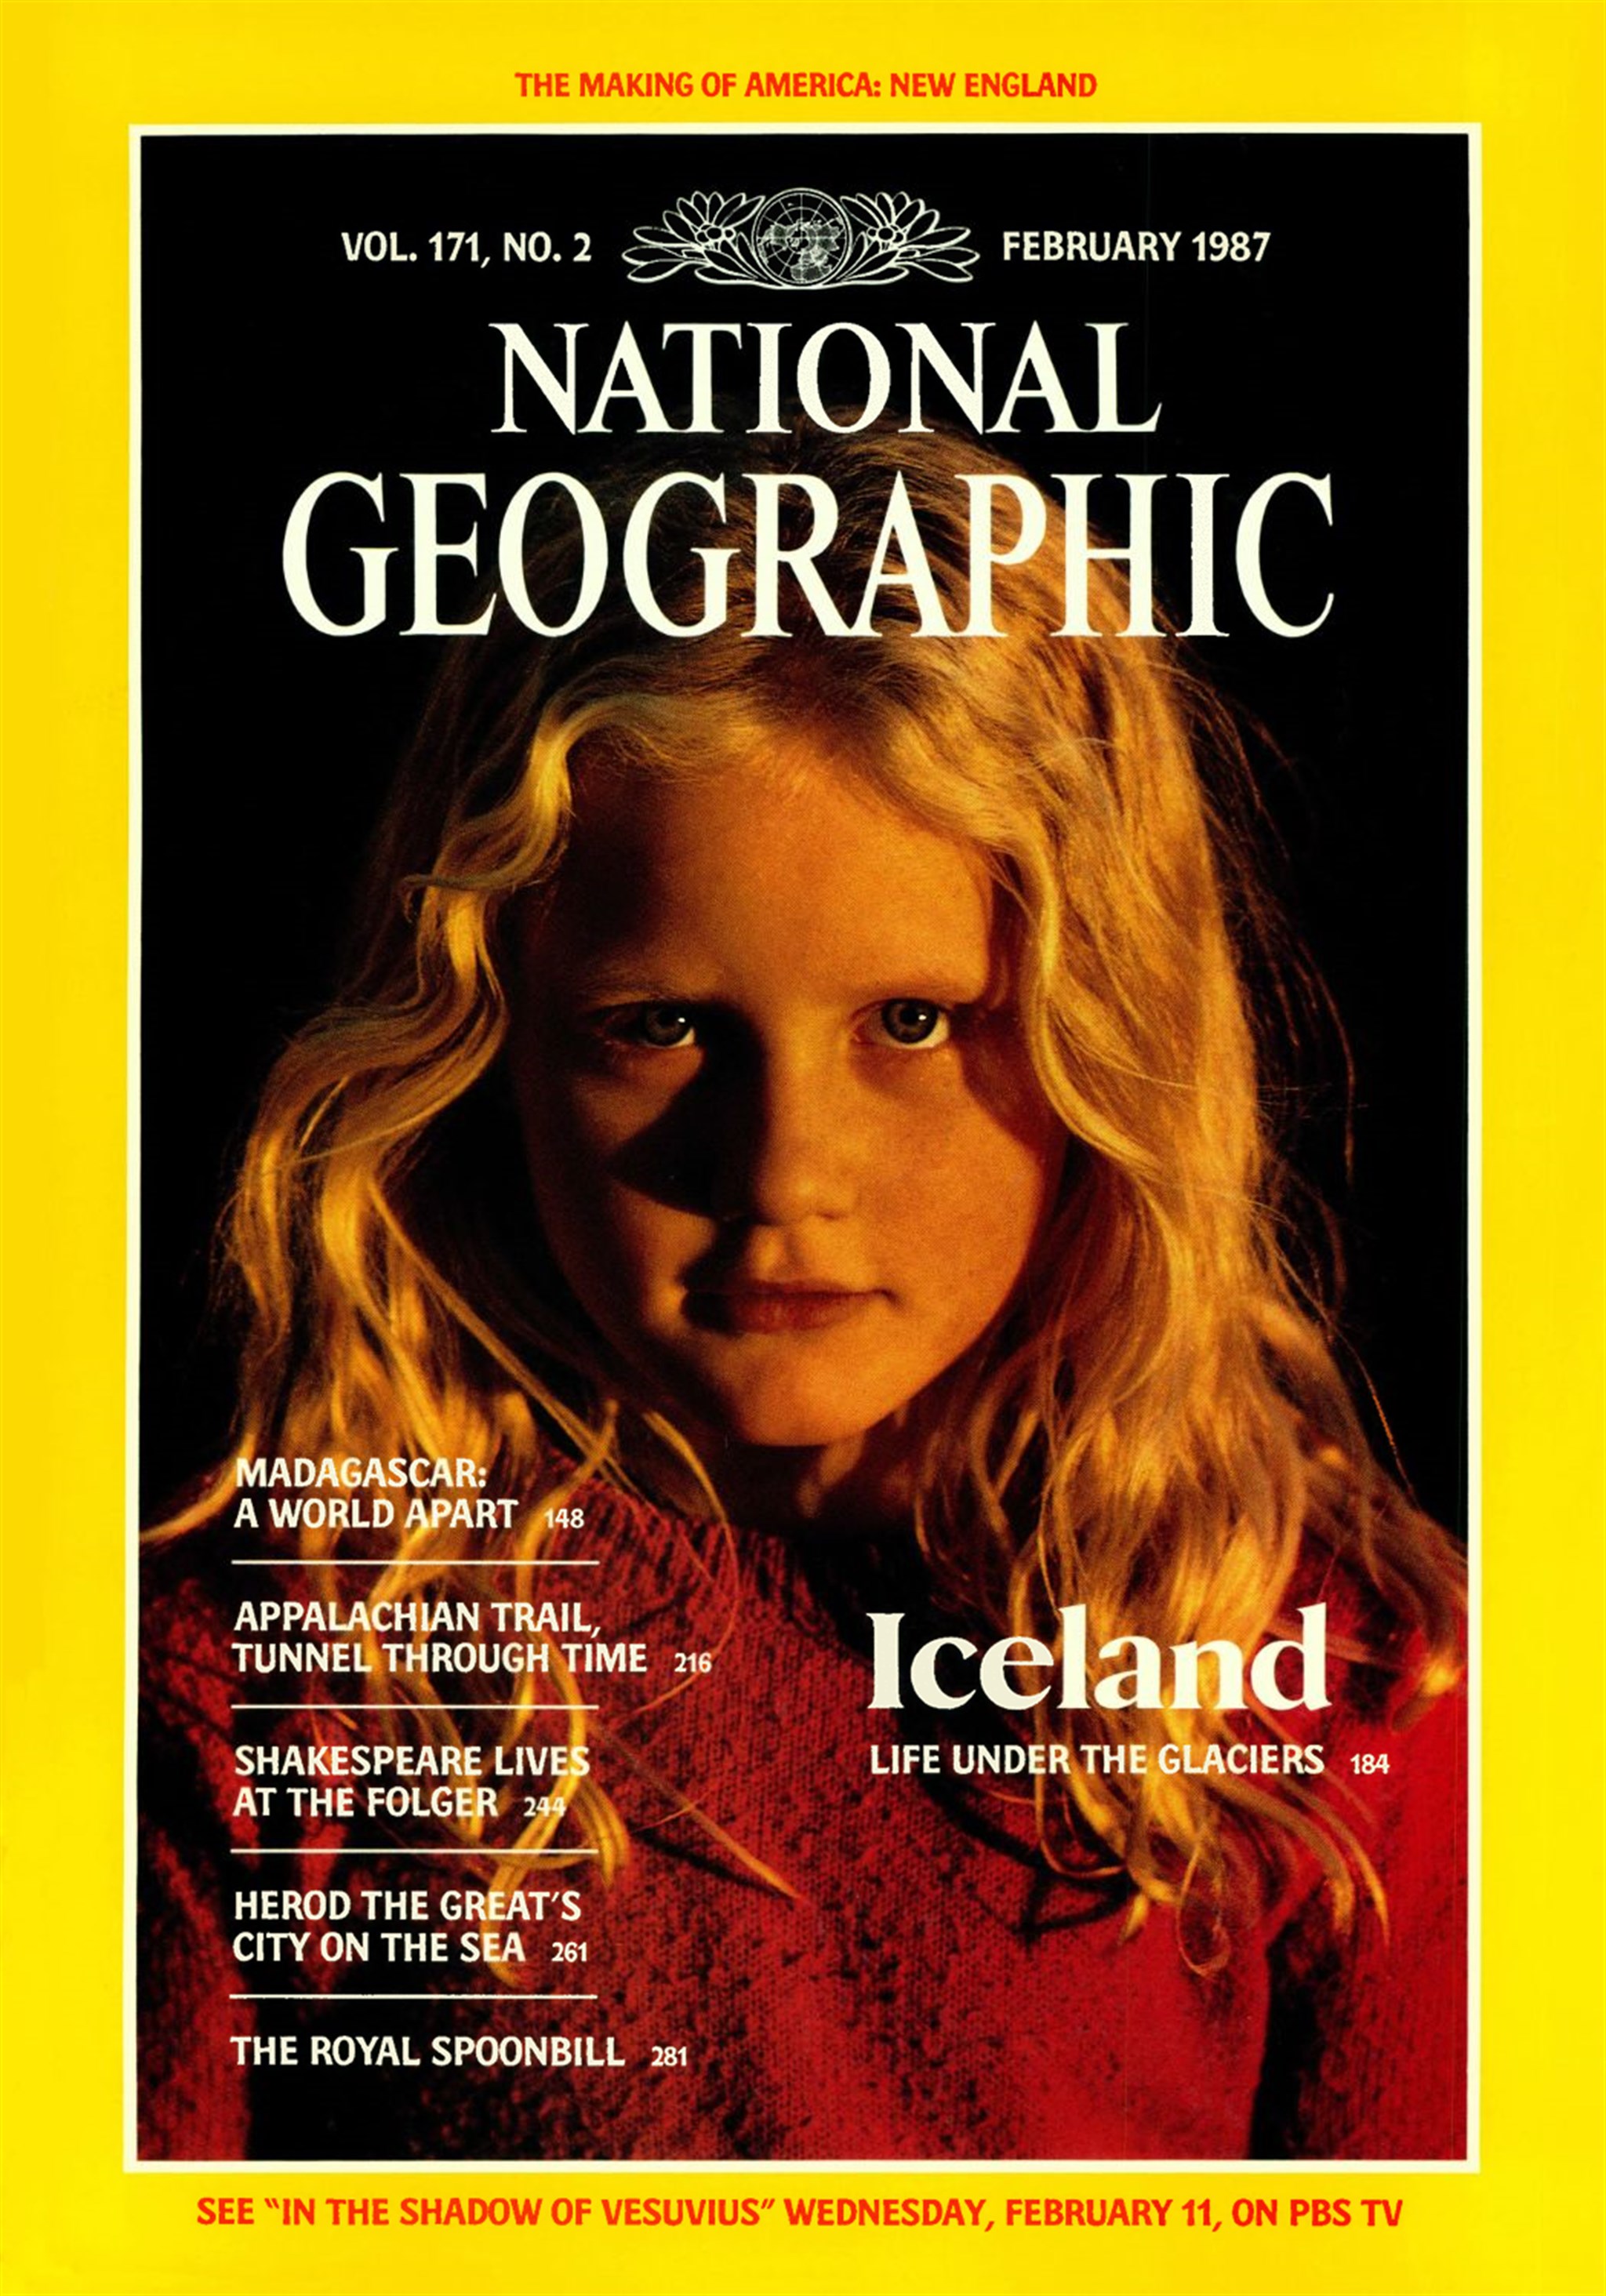 THE MAKING OF AMERICA: NEW ENGLAND
VOL. 171, NO. 2
FEBRUARY 1987
NATIONAL
GEOGRAPHIC
MADAGASCAR:
A WORLD APART 148
APPALACHIAN TRAIL,
TUNNEL THROUGH TIME 216
SHAKESPEARE LIVES
AT THE FOLGER 244
HEROD THE GREAT'S
CITY ON THE SEA 261
THE ROYAL SPOONBILL 281
Iceland
LIFE UNDER THE GLACIERS 184
SEE "IN THE SHADOW OF VESUVIUS" WEDNESDAY, FEBRUARY 11, ON PBS TV